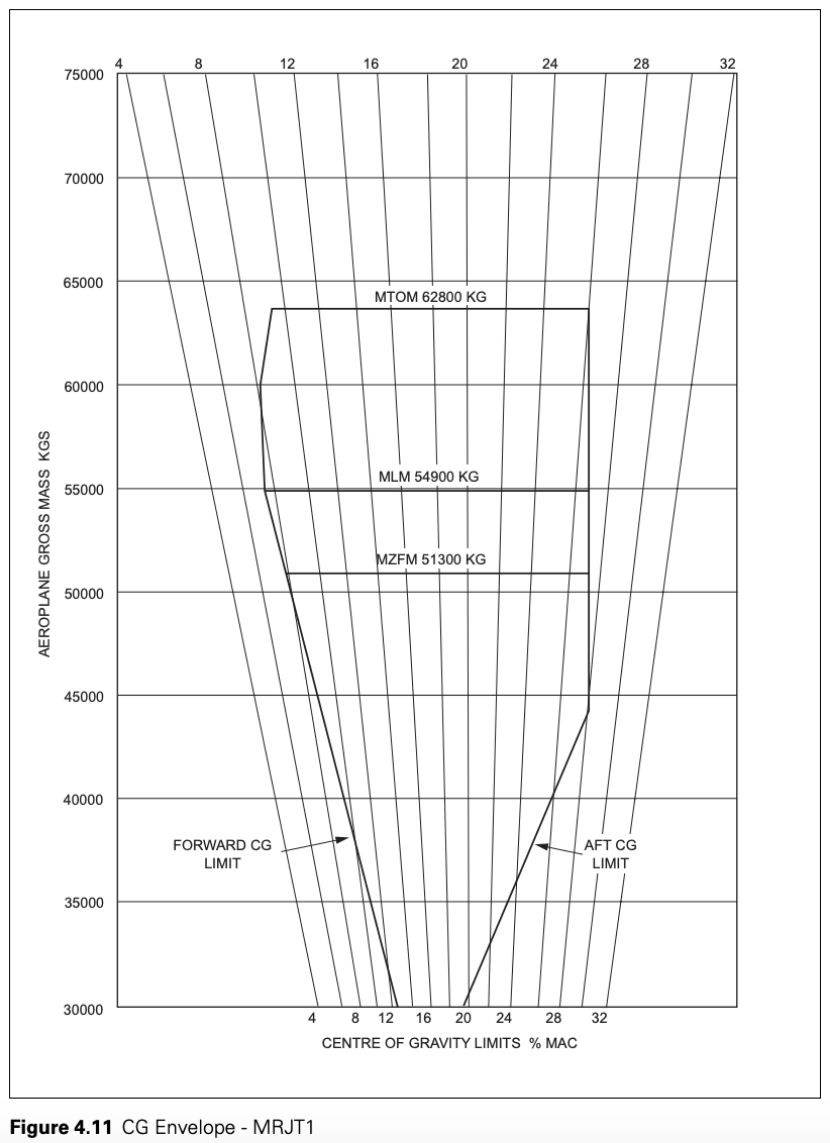 4 8 12 16 20 24 28 32
75000
70000
65000
MTOM 62800 KG
60000
MLM 54900 KG
55000
MZFM 51300 KG
50000
45000
40000
FORWARD CG
LIMIT
AFT CG
LIMIT
35000
30000
4 8 12 16 20 24 28 32
AEROPLANE GROSS MASS KGS
CENTRE OF GRAVITY LIMITS % MAC
Figure 4.11 CG Envelope - MRJT1